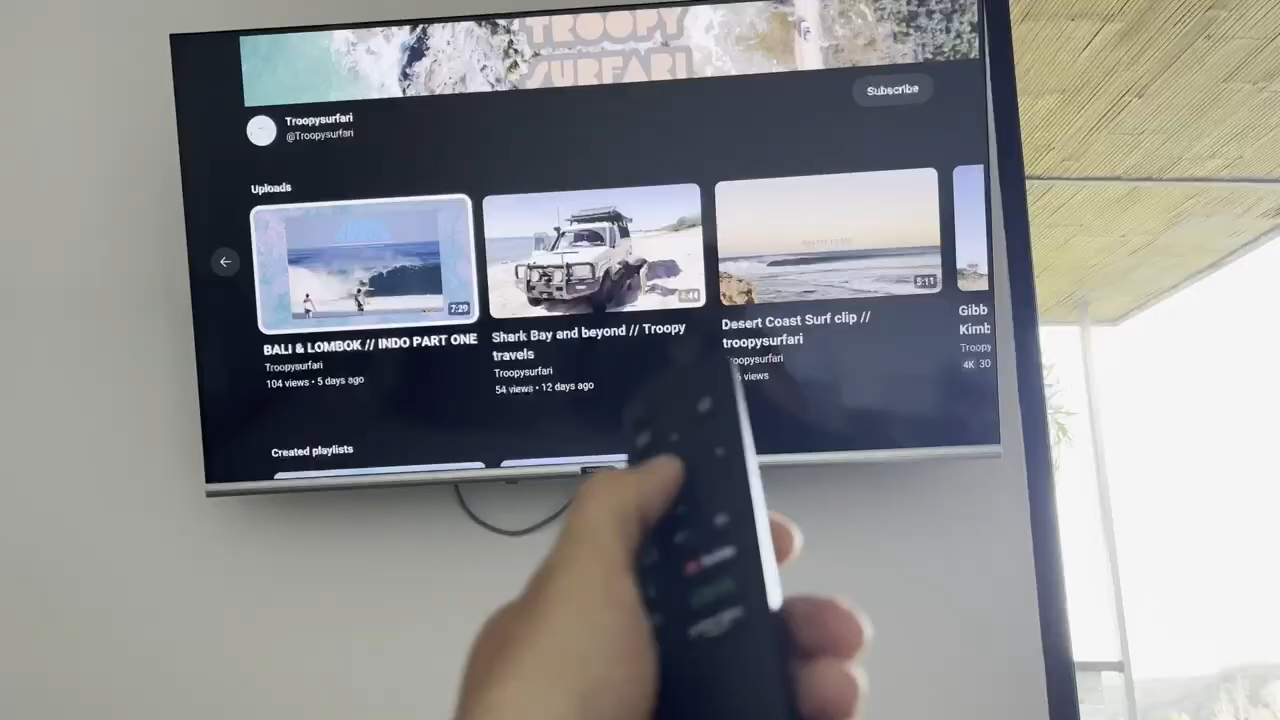 TROOPY
SURFARI
Subscribe
Troopysurfari
@Troopysurfari
Uploads
7:29
4:44
5:11
BALI & LOMBOK // INDO PART ONE
Troopysurfari
104 views • 5 days ago
Shark Bay and beyond // Troopy
travels
Troopysurfari
54 views • 12 days ago
Desert Coast Surf clip //
troopysurfari
roopysurfari
views
Gibb
Kimb
Troopy
4K 30
Created playlists